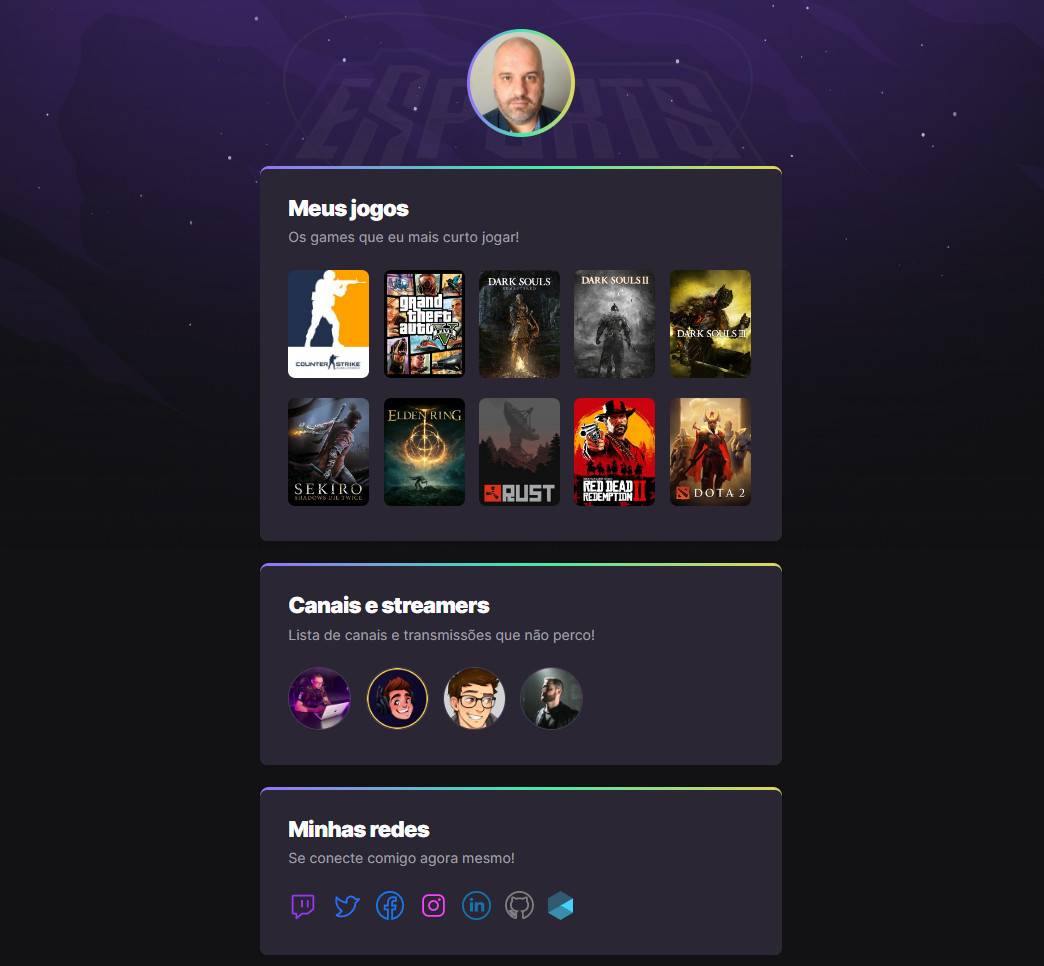 ESPORTS
Meus jogos
Os games que eu mais curto jogar!
COUNTER STRIKE
grand
theft
auto
V
DARK SOULS
REMASTERED
DARK SOULS II
DARK SOULS III
SEKIRO
SHADOWS DIE TWICE
ELDEN RING
RUST
RED DEAD
REDEMPTION II
DOTA 2
Canais e streamers
Lista de canais e transmissões que não perco!
Minhas redes
Se conecte comigo agora mesmo!
in